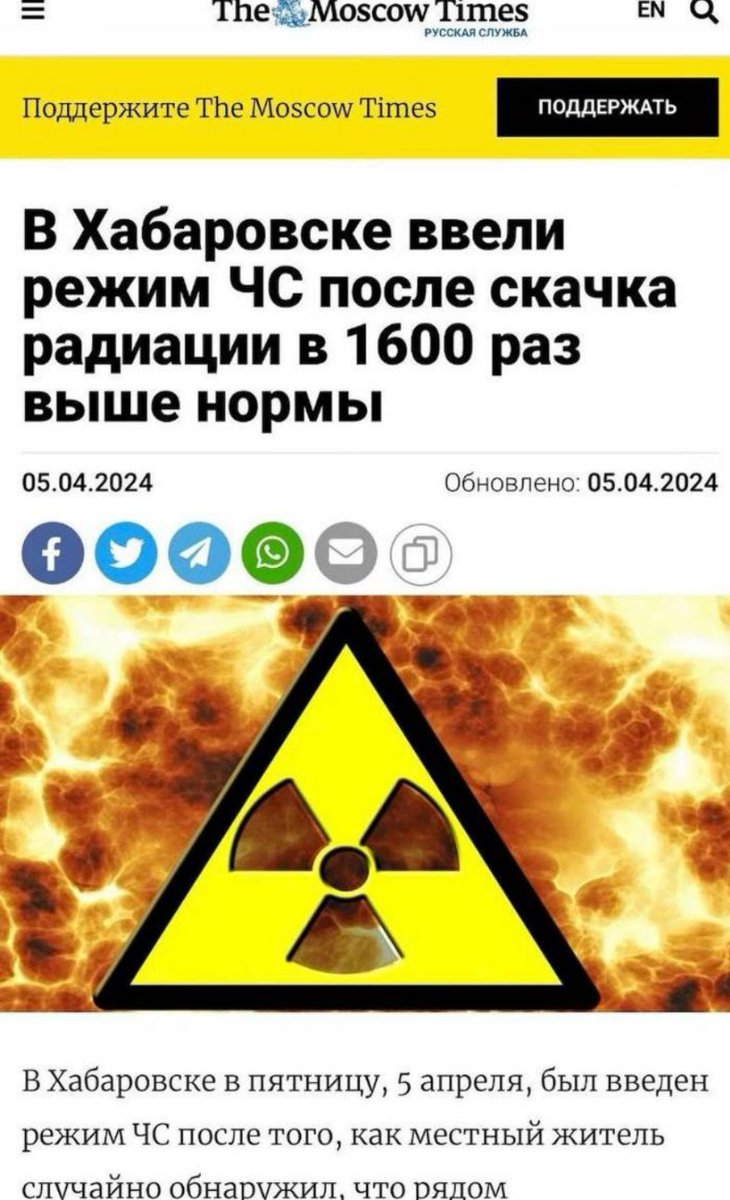 The Moscow Times
РУССКАЯ СЛУЖБА
EN
Поддержите The Moscow Times
ПОДДЕРЖАТЬ
В Хабаровске ввели
режим ЧС после скачка
радиации в 1600 раз
выше нормы
05.04.2024
Обновлено: 05.04.2024
В Хабаровске в пятницу, 5 апреля, был введен
режим ЧС после того, как местный житель
случайно обнаружил, что рядом